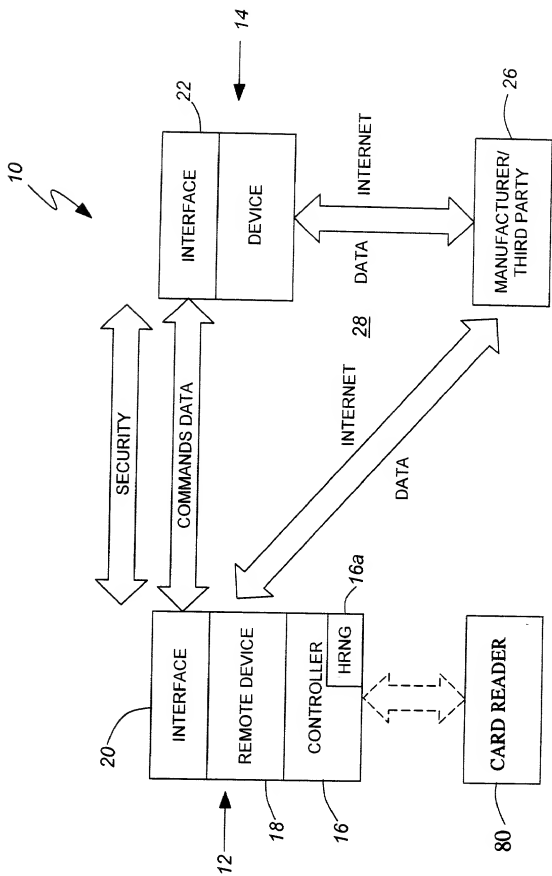 10
SECURITY
COMMANDS DATA
20
INTERFACE
REMOTE DEVICE
CONTROLLER
HRNG
16a
12
18
16
80
CARD READER
22
14
INTERFACE
DEVICE
INTERNET
DATA
28
INTERNET
DATA
26
MANUFACTURER/
THIRD PARTY